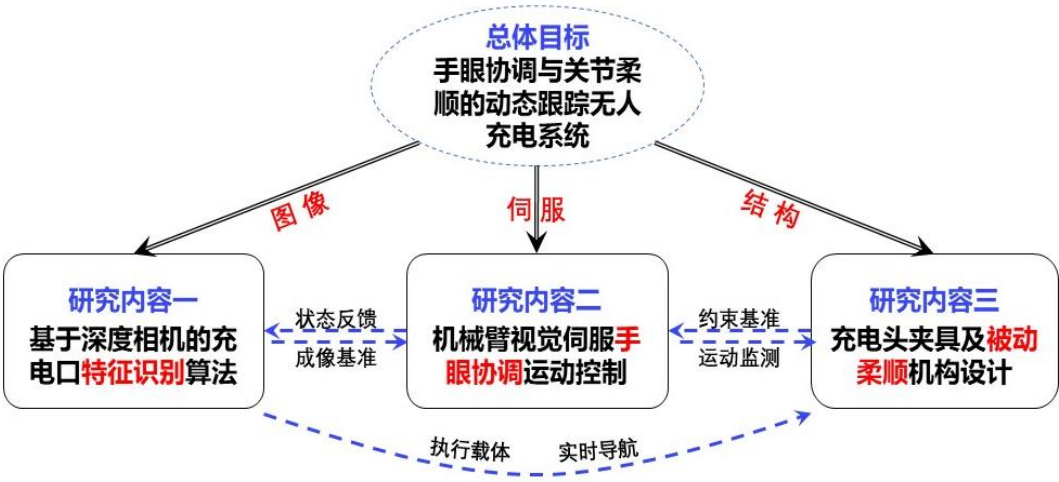 总体目标
手眼协调与关节柔
顺的动态跟踪无人
充电系统
图像
伺服
结构
研究内容一
基于深度相机的充
电口特征识别算法
状态反馈
成像基准
研究内容二
机械臂视觉伺服手
眼协调运动控制
约束基准
运动监测
研究内容三
充电头夹具及被动
柔顺机构设计
执行载体
实时导航